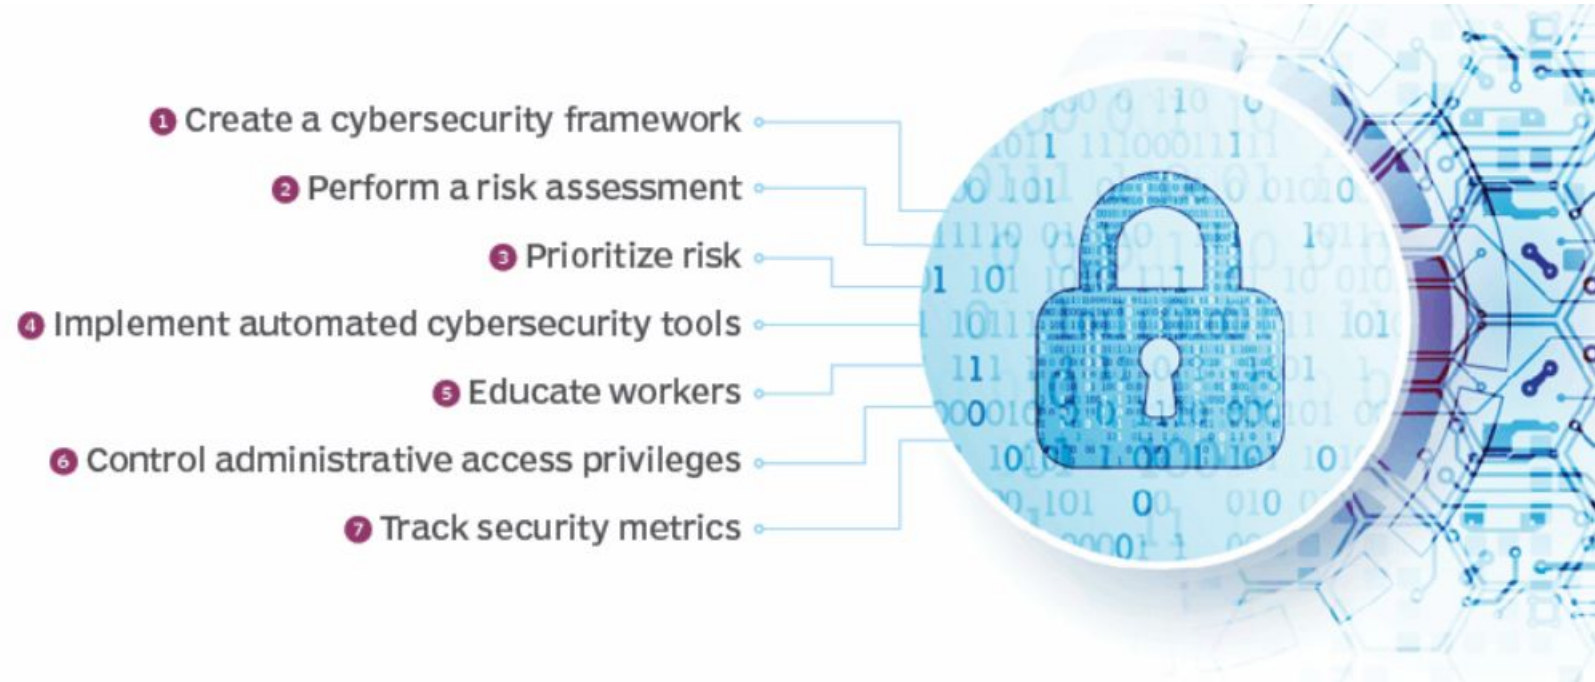 1 Create a cybersecurity framework
2 Perform a risk assessment
3 Prioritize risk
4 Implement automated cybersecurity tools
5 Educate workers
6 Control administrative access privileges
7 Track security metrics